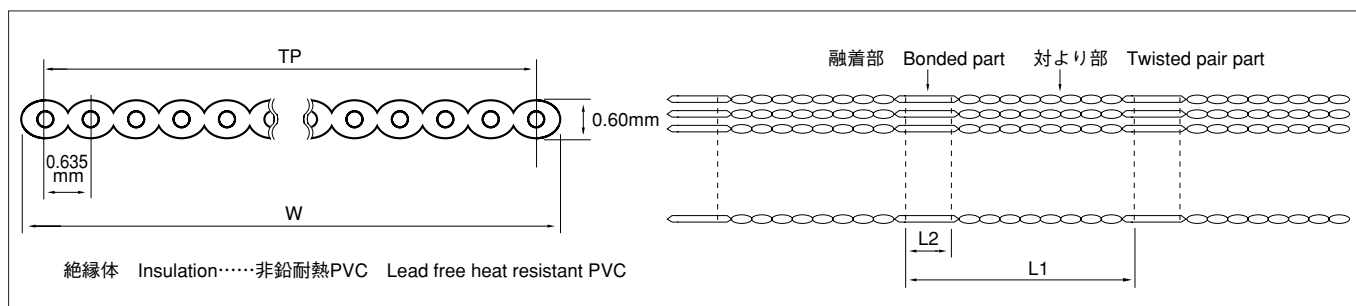 TP
0.60mm
0.635
mm
W
絶縁体 Insulation……非鉛耐熱PVC Lead free heat resistant PVC
融着部 Bonded part 対より部 Twisted pair part
L2
L1